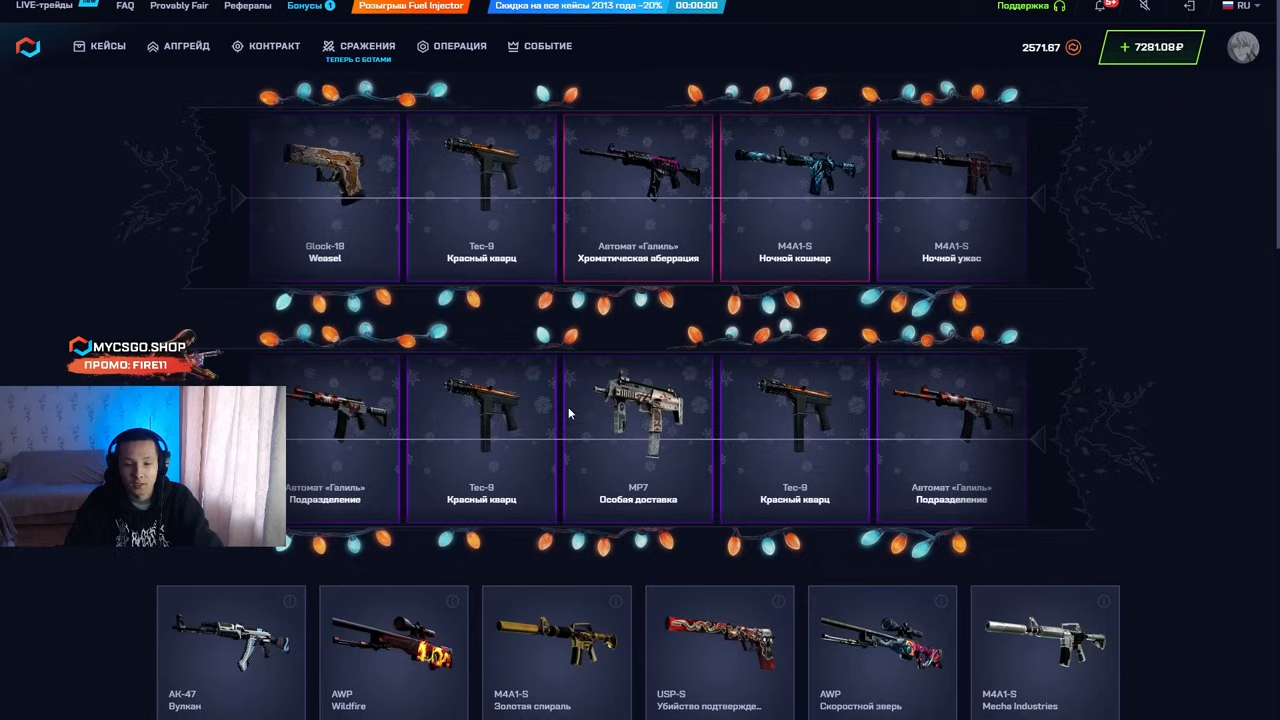 LIVE-трейды
new
FAQ
Provably Fair
Рефералы
Бонусы 1
Розыгрыш Fuel Injector
Скидка на все кейсы 2013 года -20% 00:00:00
Поддержка
5+
RU
КЕЙСЫ
АПГРЕЙД
КОНТРАКТ
СРАЖЕНИЯ
ТЕПЕРЬ С БОТАМИ
ОПЕРАЦИЯ
СОБЫТИЕ
2571.67
+ 7281.08₽
Glock-18
Weasel
Tec-9
Красный кварц
Автомат «Галиль»
Хроматическая аберрация
M4A1-S
Ночной кошмар
M4A1-S
Ночной ужас
MYCSGO.SHOP
ПРОМО: FIRE11
Автомат «Галиль»
Подразделение
Tec-9
Красный кварц
MP7
Особая доставка
Tec-9
Красный кварц
Автомат «Галиль»
Подразделение
AK-47
Вулкан
AWP
Wildfire
M4A1-S
Золотая спираль
USP-S
Убийство подтвержде...
AWP
Скоростной зверь
M4A1-S
Mecha Industries